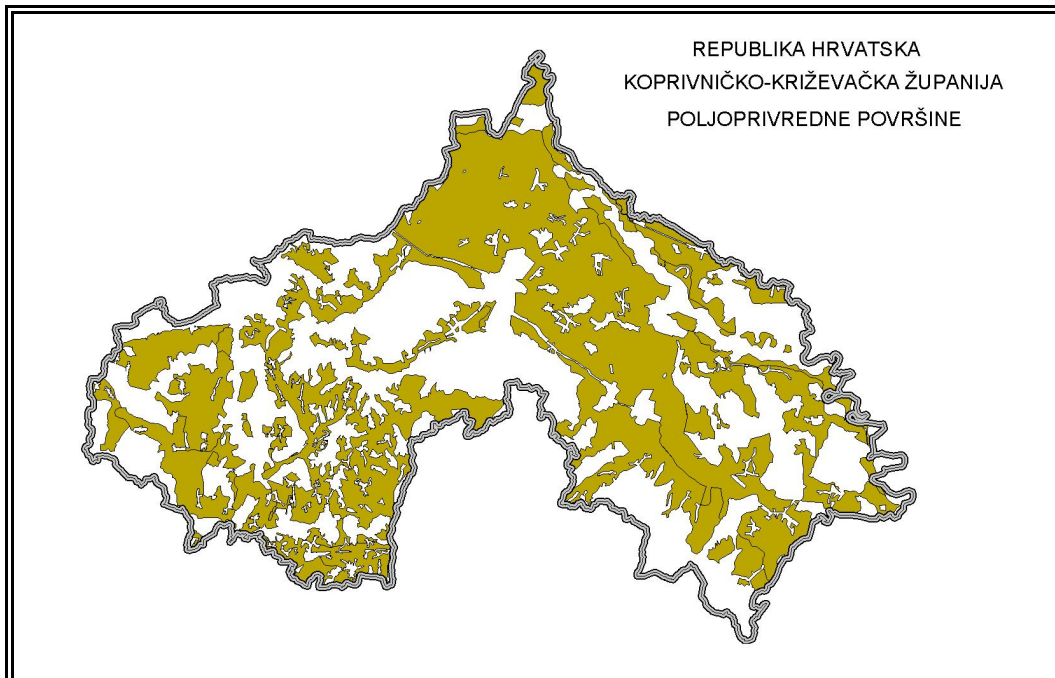 REPUBLIKA HRVATSKA
KOPRIVNIČKO-KRIŽEVAČKA ŽUPANIJA
POLJOPRIVREDNE POVRŠINE